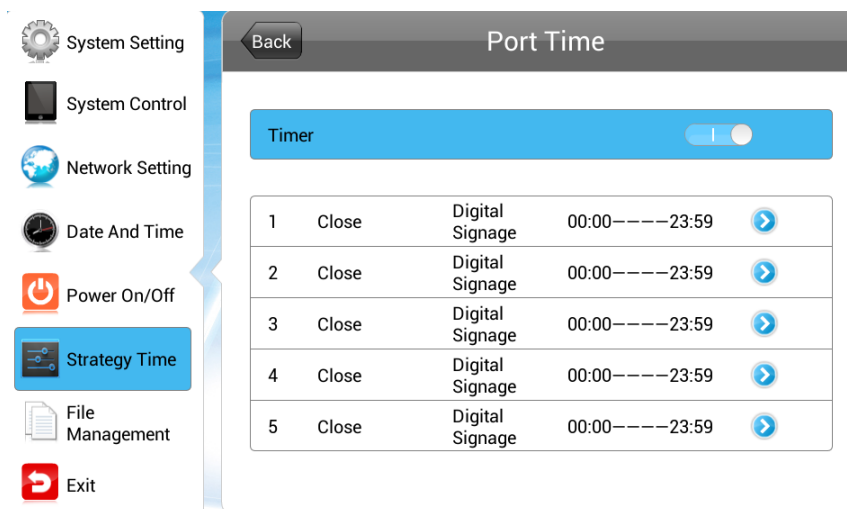 System Setting
System Control
Network Setting
Date And Time
Power On/Off
Strategy Time
File
Management
Exit
Back
Port Time
Timer
1 Close Digital Signage 00:00−−−−23:59
2 Close Digital Signage 00:00−−−−23:59
3 Close Digital Signage 00:00−−−−23:59
4 Close Digital Signage 00:00−−−−23:59
5 Close Digital Signage 00:00−−−−23:59